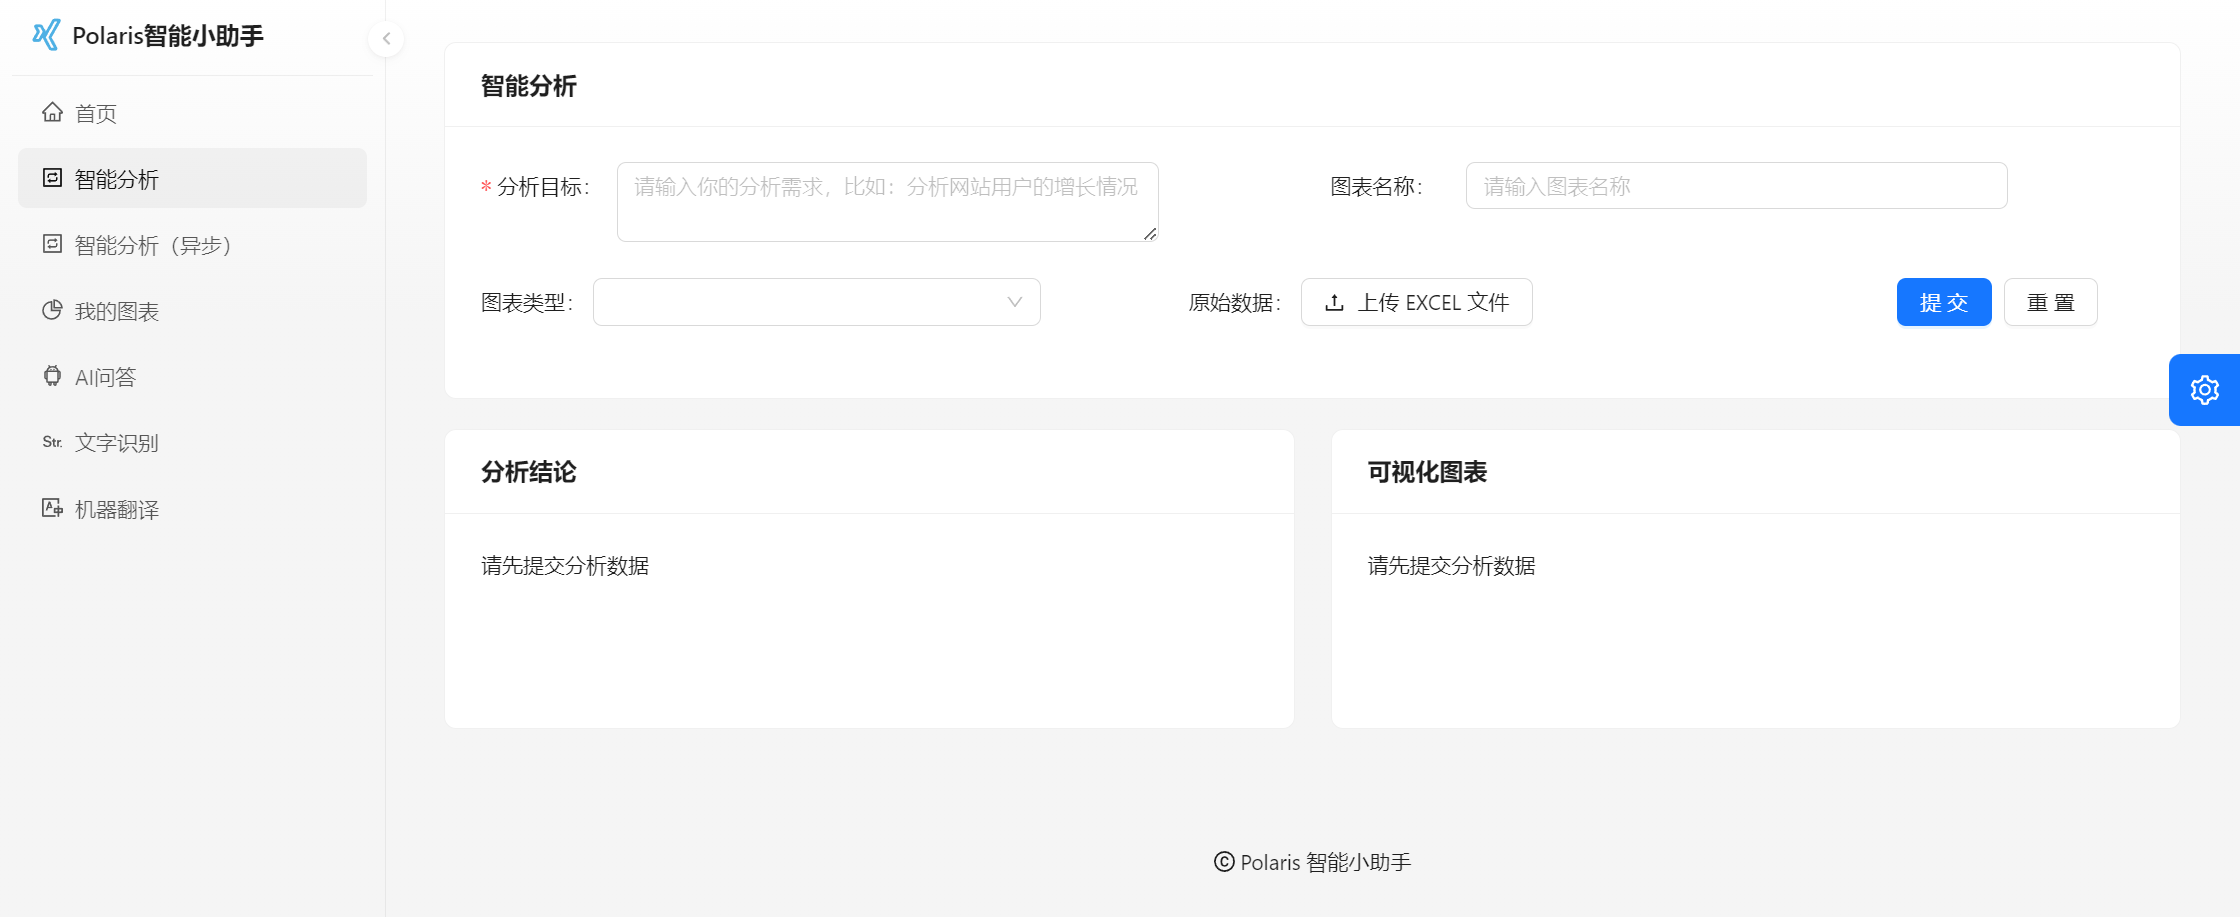 Polaris智能小助手
首页
智能分析
智能分析（异步）
我的图表
AI问答
Str. 文字识别
机器翻译
智能分析
* 分析目标： 请输入你的分析需求，比如：分析网站用户的增长情况
图表名称： 请输入图表名称
图表类型：
原始数据： 上传 EXCEL 文件
提 交 重 置
分析结论
请先提交分析数据
可视化图表
请先提交分析数据
© Polaris 智能小助手